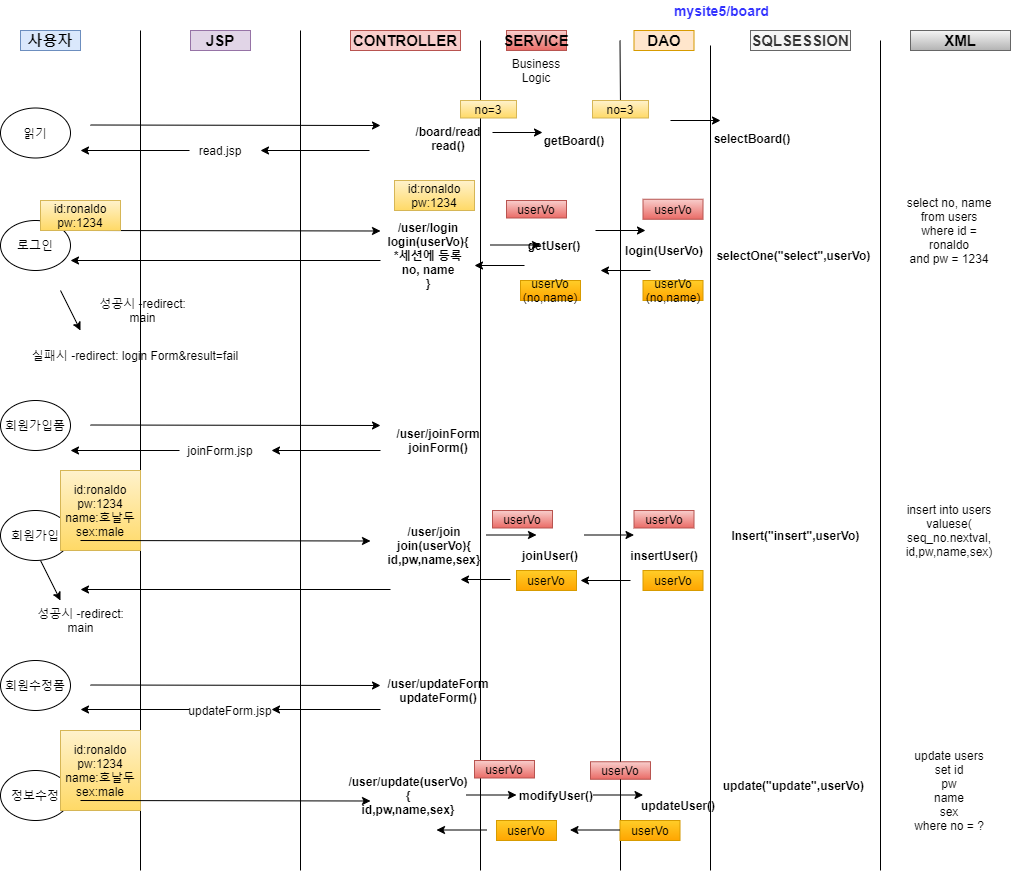 mysite5/board
사용자
JSP
CONTROLLER
SERVICE
DAO
SQLSESSION
XML
Business
Logic
읽기
no=3
no=3
/board/read
read()
getBoard()
selectBoard()
read.jsp
id:ronaldo
pw:1234
로그인
id:ronaldo
pw:1234
/user/login
login(userVo){
*세션에 등록
no, name
}
userVo
getUser()
userVo
(no,name)
userVo
login(UserVo)
userVo
(no,name)
selectOne("select",userVo)
select no, name
from users
where id =
ronaldo
and pw = 1234
성공시 -redirect:
main
실패시 -redirect: login Form&result=fail
회원가입폼
/user/joinForm
joinForm()
joinForm.jsp
id:ronaldo
pw:1234
name:호날두
sex:male
회원가입
/user/join
join(userVo){
id,pw,name,sex}
userVo
joinUser()
userVo
userVo
insertUser()
userVo
Insert("insert",userVo)
insert into users
valuese(
seq_no.nextval,
id,pw,name,sex)
성공시 -redirect:
main
회원수정폼
/user/updateForm
updateForm()
updateForm.jsp
id:ronaldo
pw:1234
name:호날두
sex:male
정보수정
/user/update(userVo)
{
id,pw,name,sex}
userVo
modifyUser()
userVo
userVo
updateUser()
userVo
update("update",userVo)
update users
set id
pw
name
sex
where no = ?